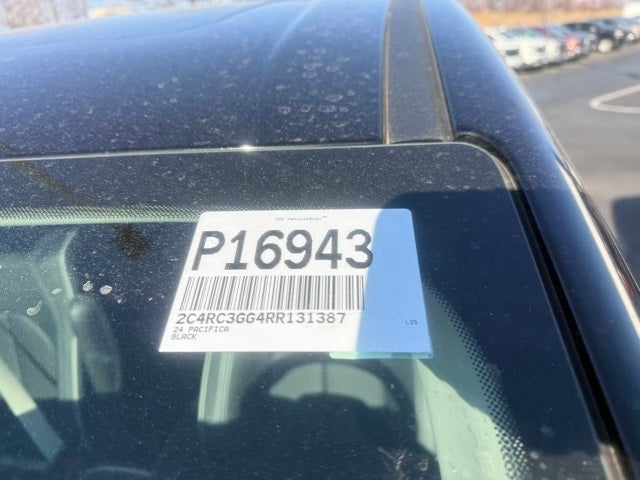 CDK VehicleScan™
P16943
2C4RC3GG4RR131387
L25
24 PACIFICA
BLACK